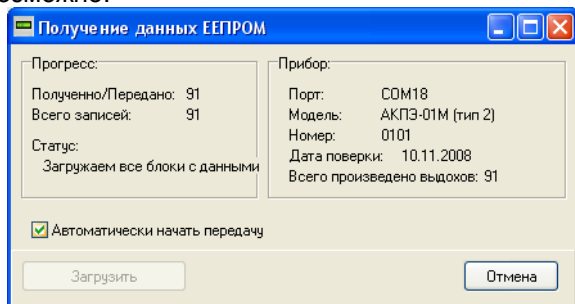 Получение данных ЕЕПРОМ
Прогресс:
Полученно/Передано: 91
Всего записей: 91
Статус:
Загружаем все блоки с данными
Прибор:
Порт: COM18
Модель: АКПЭ-01М (тип 2)
Номер: 0101
Дата поверки: 10.11.2008
Всего произведено выдохов: 91
Автоматически начать передачу
Загрузить
Отмена